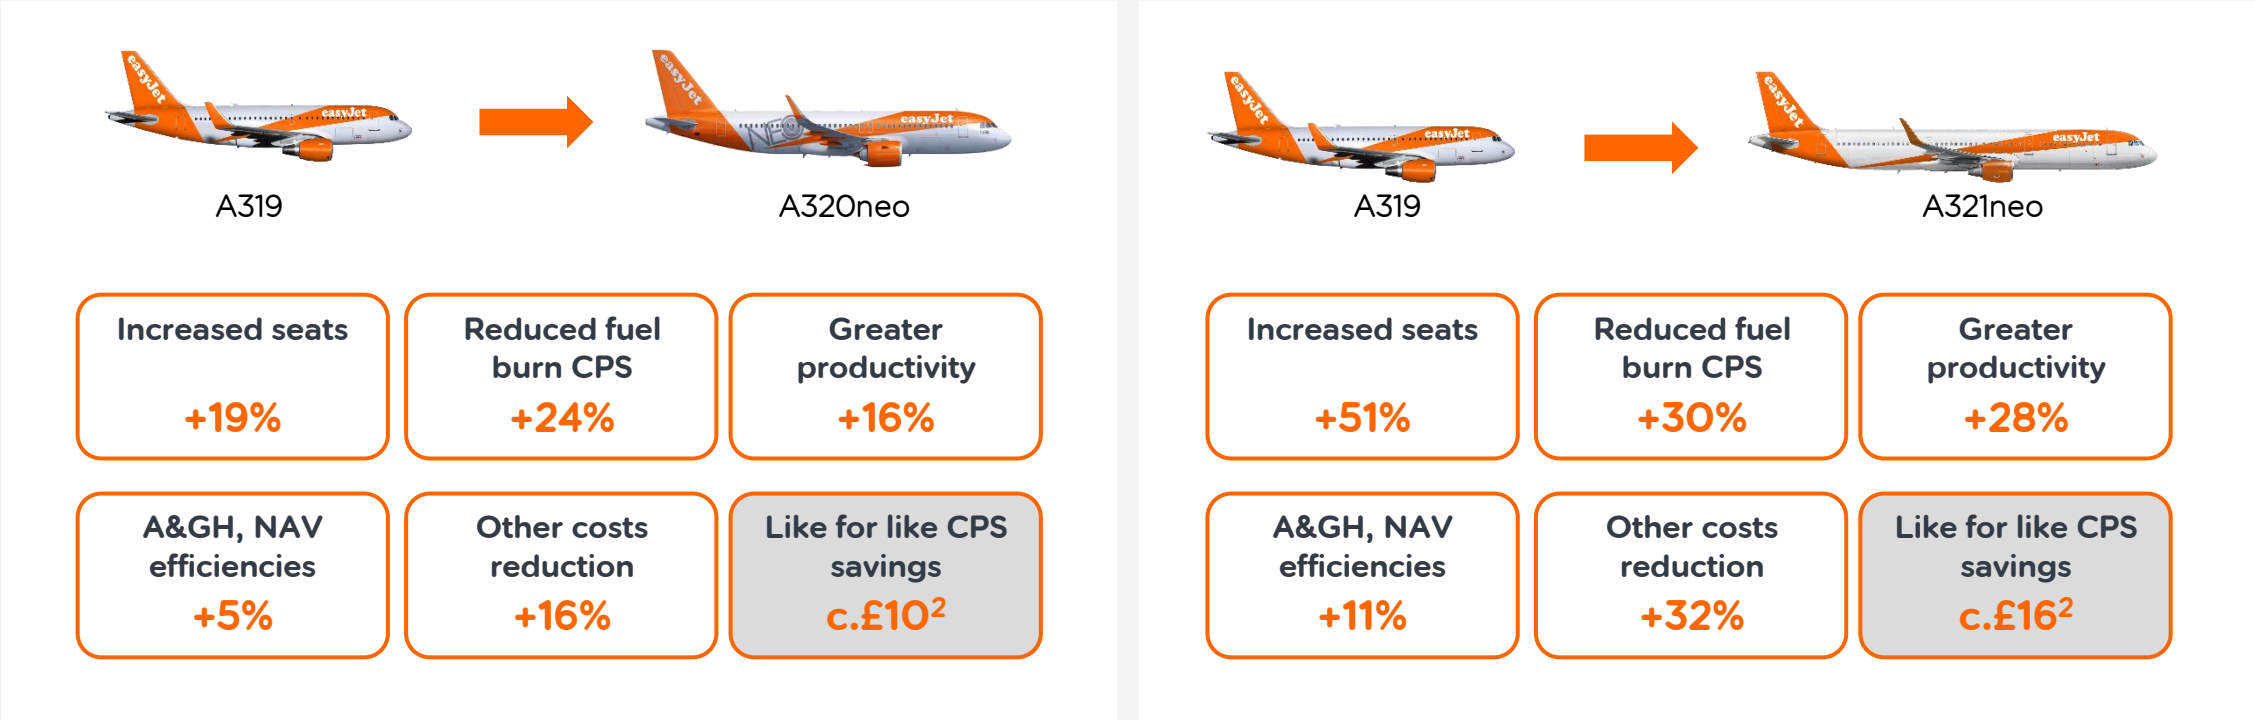 easyJet
easyJet
easyJet
NEO
easyJet
A319
A320neo
Increased seats
+19%
Reduced fuel
burn CPS
+24%
Greater
productivity
+16%
A&GH, NAV
efficiencies
+5%
Other costs
reduction
+16%
Like for like CPS
savings
c.£10²
easyJet
easyJet
easyJet
easyJet
A319
A321neo
Increased seats
+51%
Reduced fuel
burn CPS
+30%
Greater
productivity
+28%
A&GH, NAV
efficiencies
+11%
Other costs
reduction
+32%
Like for like CPS
savings
c.£16²